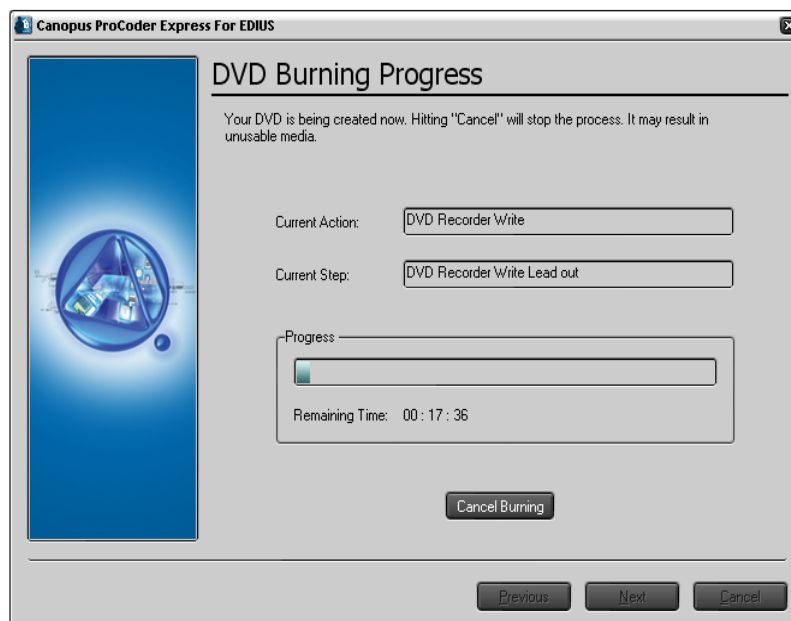 Canopus ProCoder Express For EDIUS
DVD Burning Progress
Your DVD is being created now. Hitting "Cancel" will stop the process. It may result in
unusable media.
Current Action: DVD Recorder Write
Current Step: DVD Recorder Write Lead out
Progress
Remaining Time: 00 : 17 : 36
Cancel Burning
Previous Next Cancel